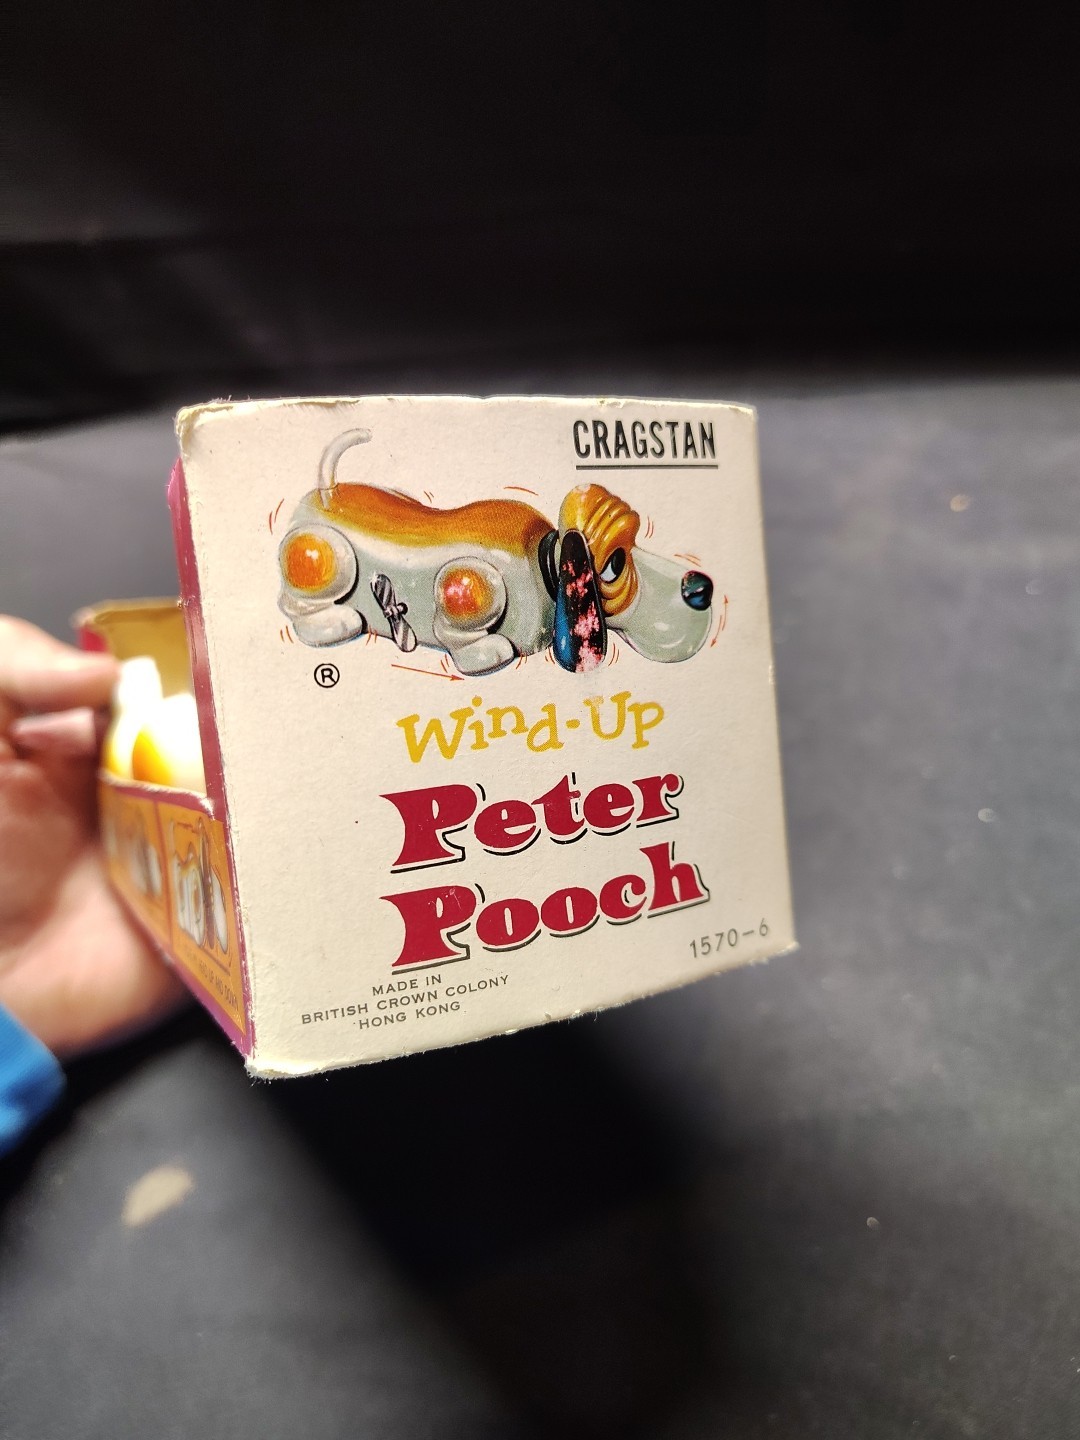 CRAGSTAN
®
Wind-Up
Peter
Pooch
1570-6
MADE IN
BRITISH CROWN COLONY
HONG KONG